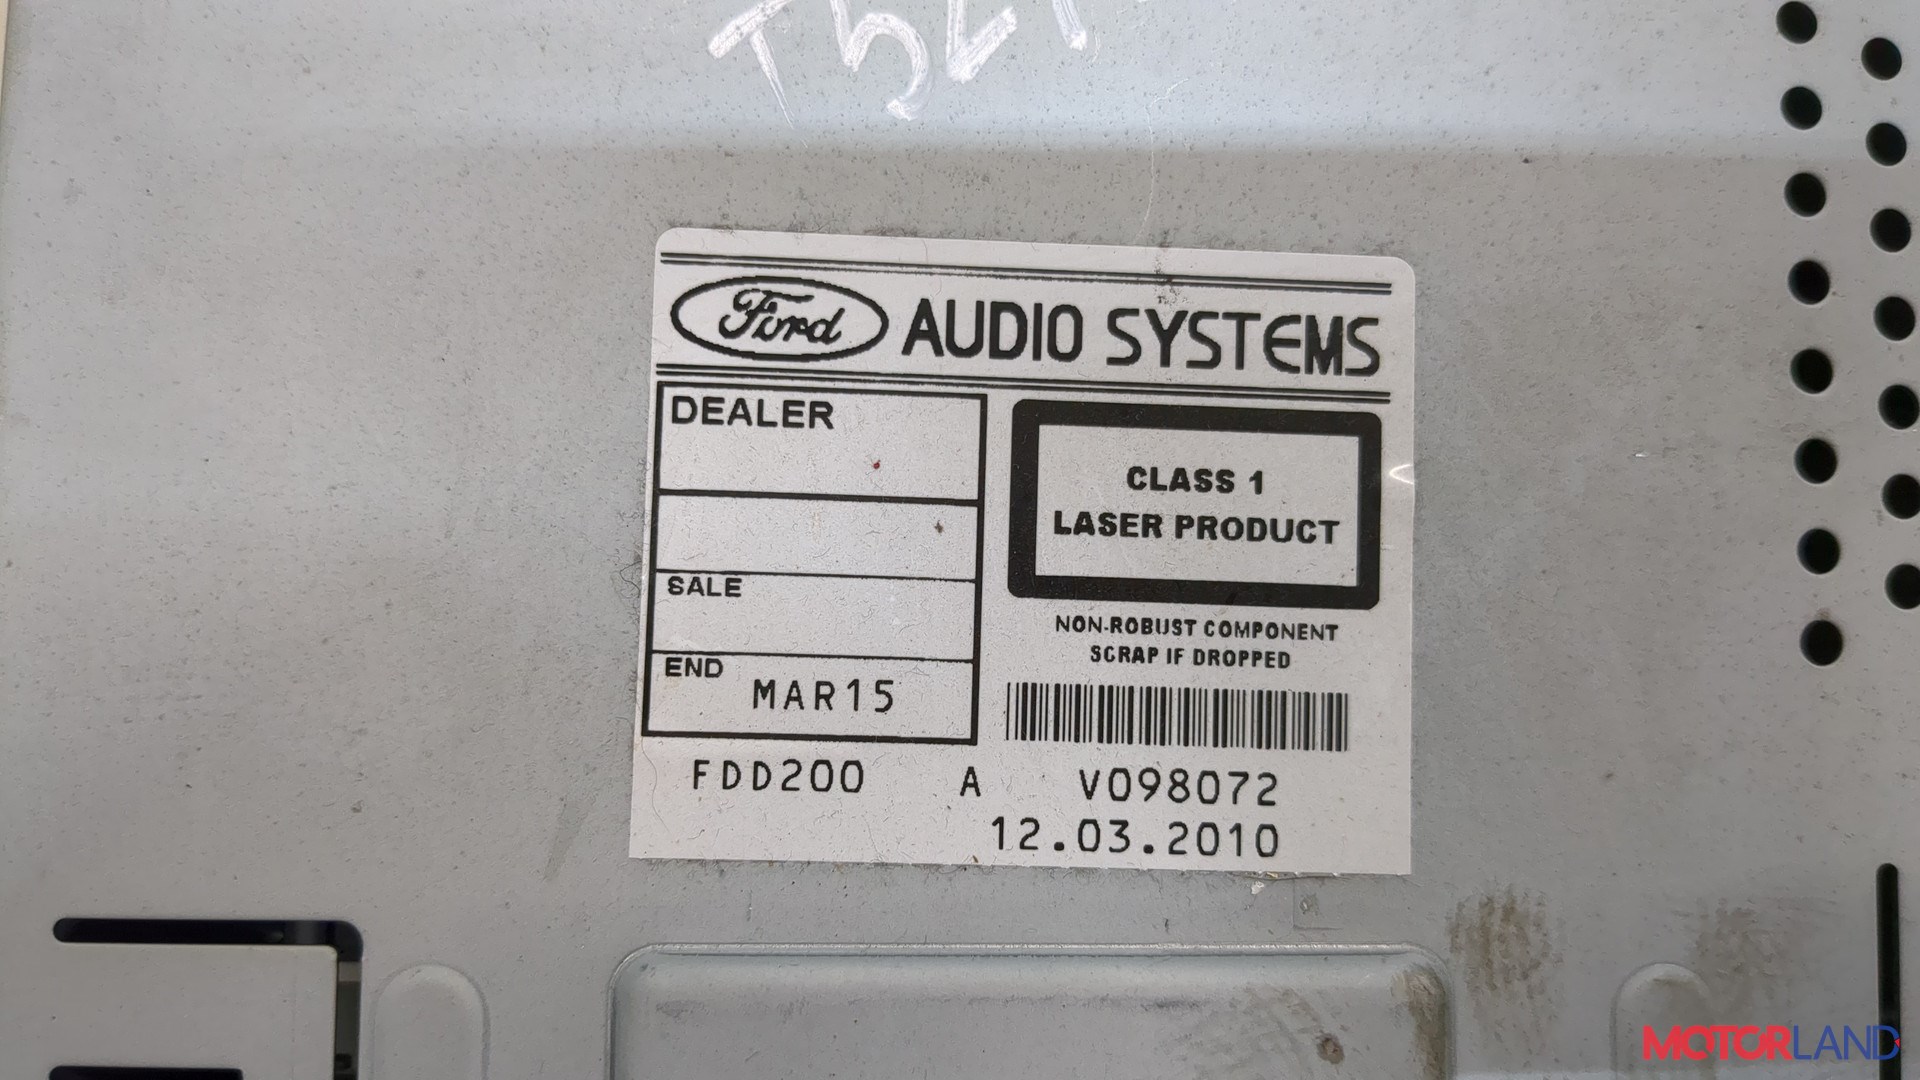 Ford AUDIO SYSTEMS
DEALER
SALE
END MAR15
CLASS 1
LASER PRODUCT
NON-ROBUST COMPONENT
SCRAP IF DROPPED
FDD200 A V098072
12.03.2010
MOTORLAND